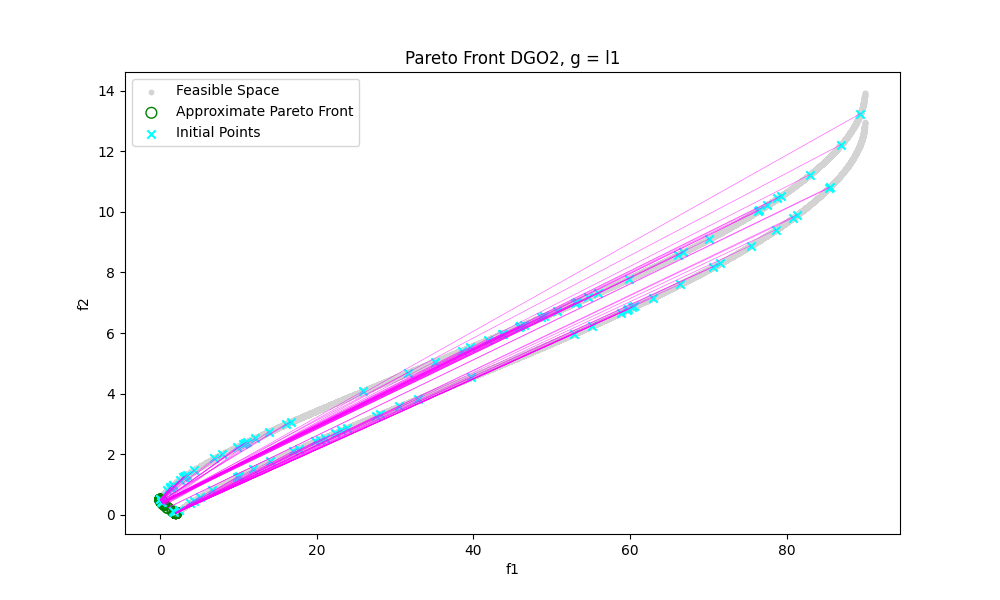 Pareto Front DGO2, g = l1
Feasible Space
Approximate Pareto Front
Initial Points
14
12
10
8
6
4
2
0
f2
0 20 40 60 80
f1